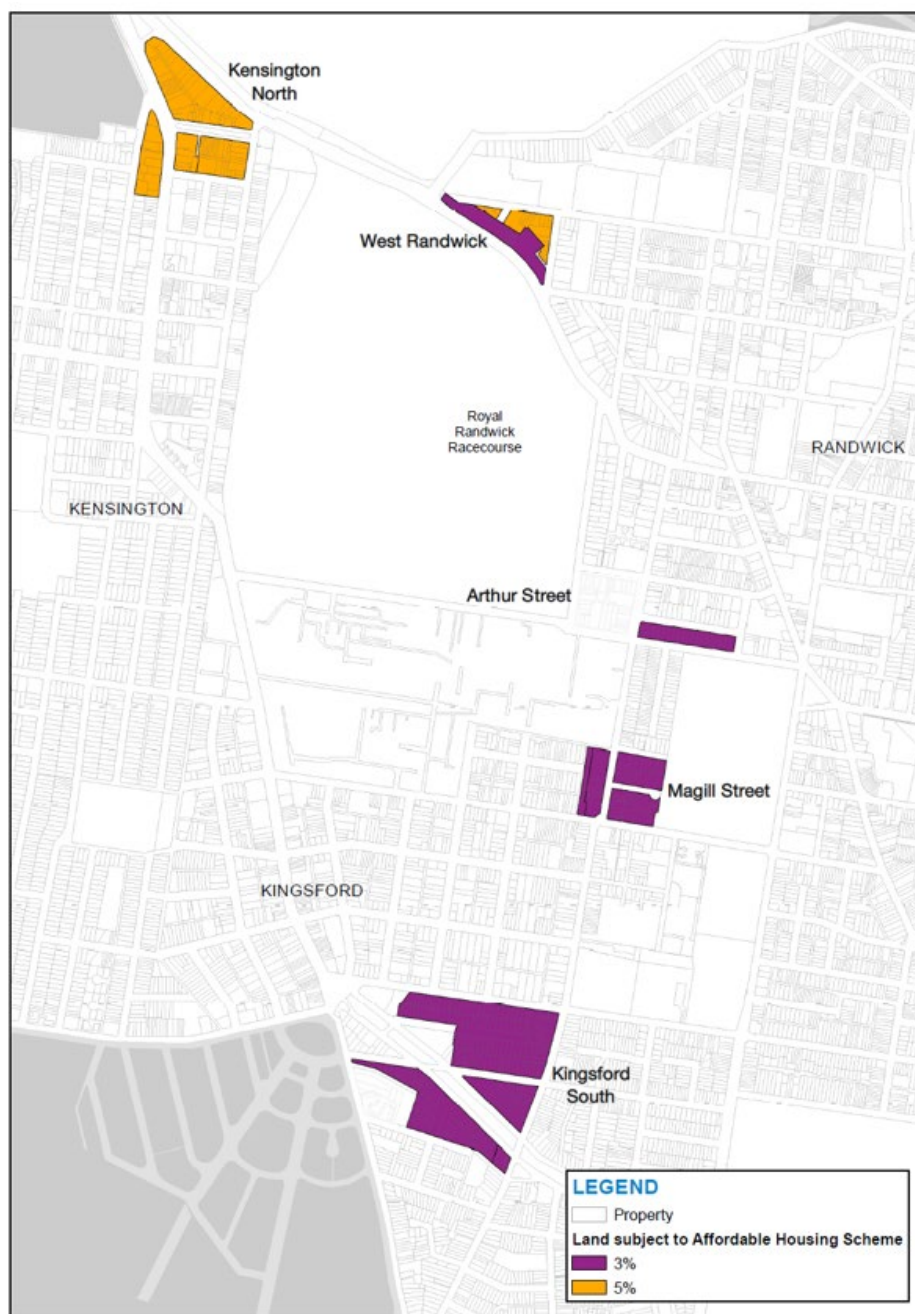 Kensington
North
West Randwick
Royal
Randwick
Racecourse
RANDWICK
KENSINGTON
Arthur Street
Magill Street
KINGSFORD
Kingsford
South
LEGEND
Property
Land subject to Affordable Housing Scheme
3%
5%